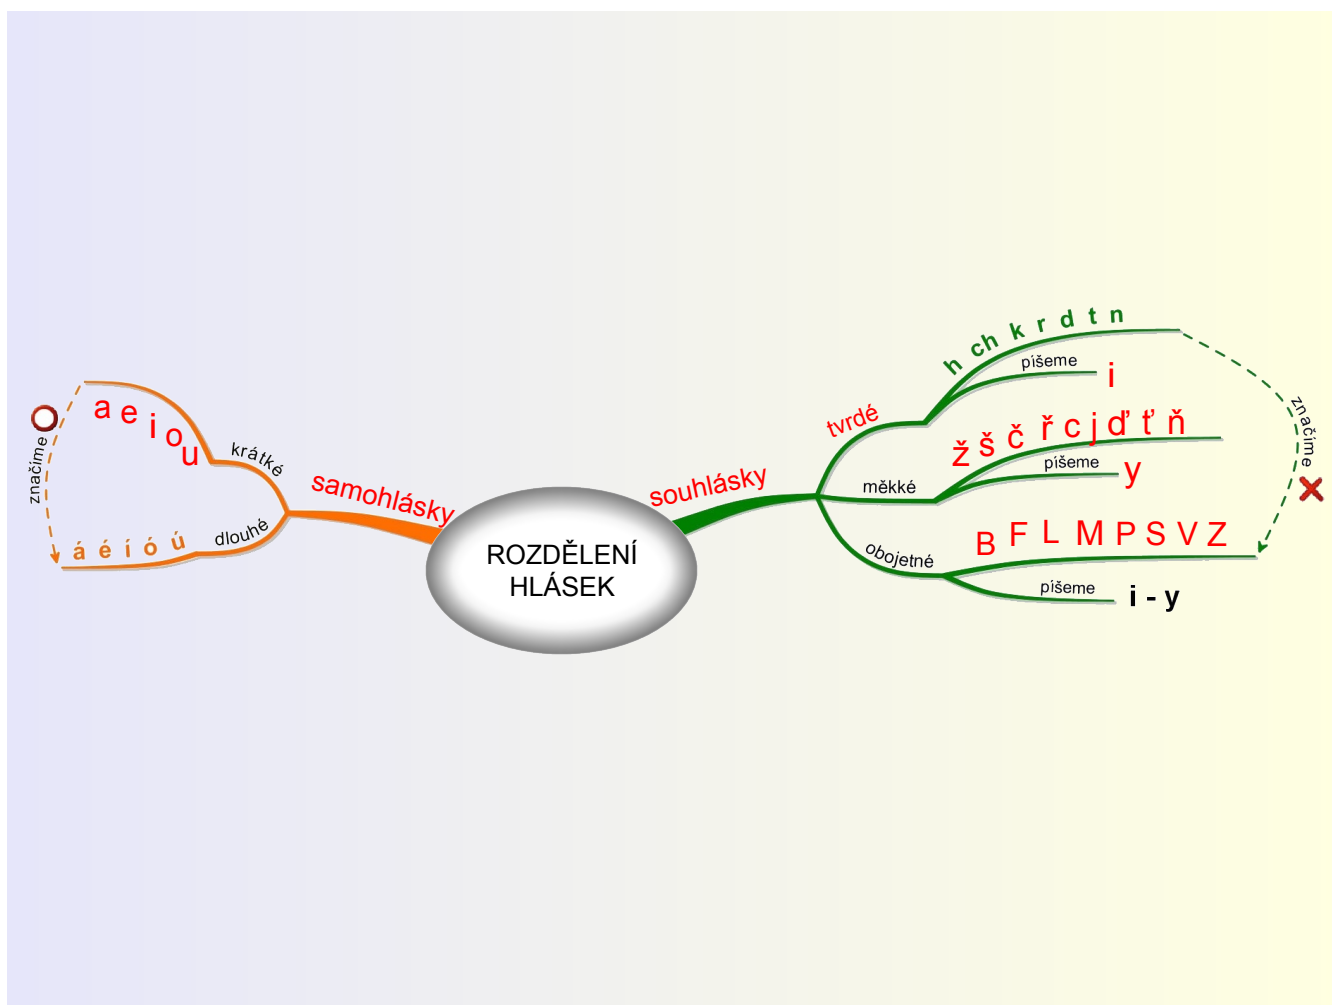 ROZDĚLENÍ
HLÁSEK
samohlásky
krátké
a e i o u
dlouhé
á é í ó ú
značíme
souhlásky
tvrdé
h ch k r d t n
píšeme
i
měkké
ž š č ř c j ď ť ň
píšeme
y
obojetné
B F L M P S V Z
píšeme
i - y
značíme